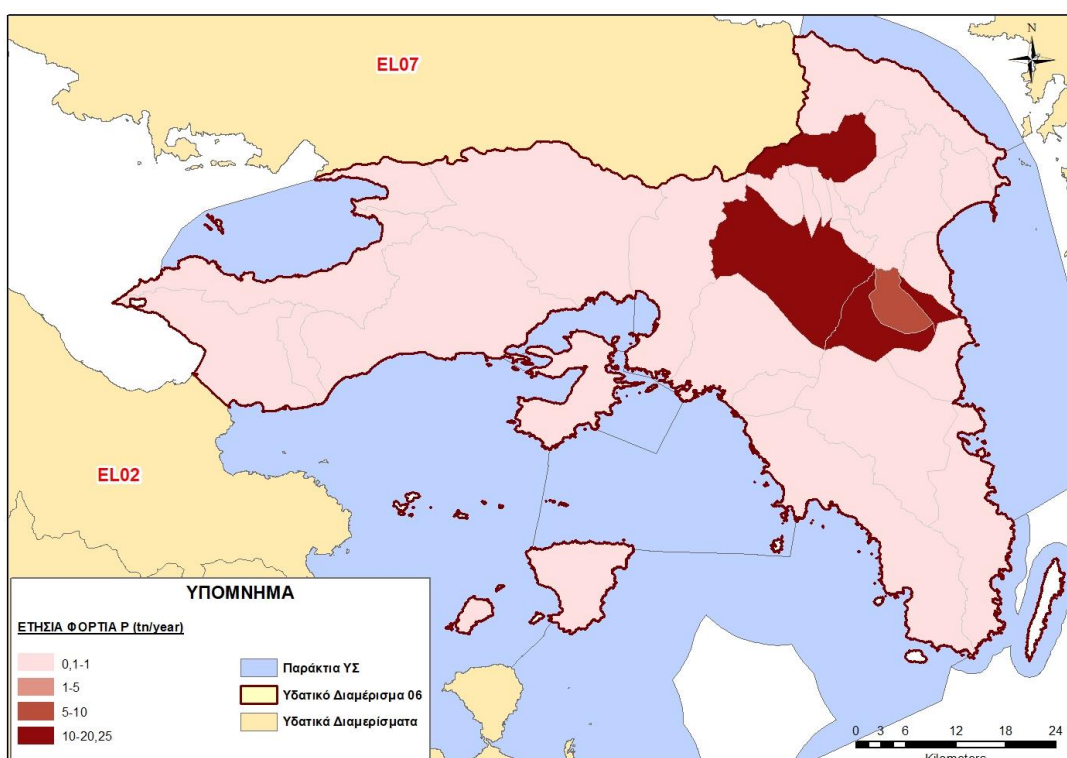 N
EL07
EL02
ΥΠΟΜΝΗΜΑ
ΕΤΗΣΙΑ ΦΟΡΤΙΑ P (tn/year)
0,1-1
1-5
5-10
10-20,25
Παράκτια ΥΣ
Υδατικό Διαμέρισμα 06
Υδατικά Διαμερίσματα
0 3 6 12 18 24
Kilometers